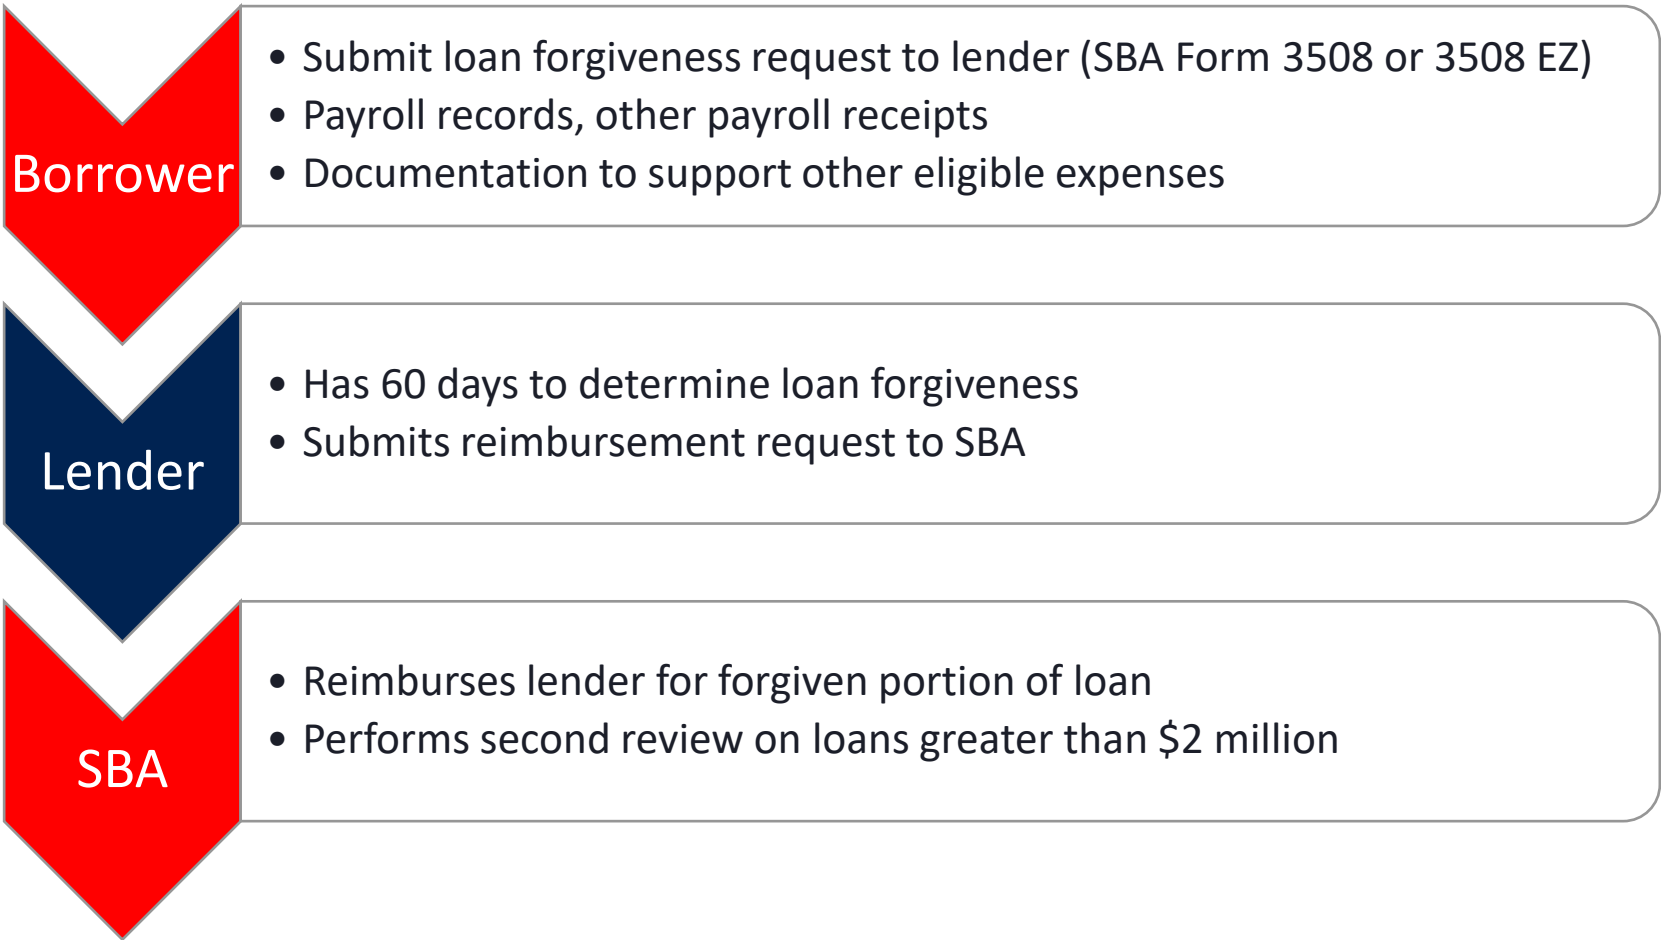 Borrower
• Submit loan forgiveness request to lender (SBA Form 3508 or 3508 EZ)
• Payroll records, other payroll receipts
• Documentation to support other eligible expenses
Lender
• Has 60 days to determine loan forgiveness
• Submits reimbursement request to SBA
SBA
• Reimburses lender for forgiven portion of loan
• Performs second review on loans greater than $2 million